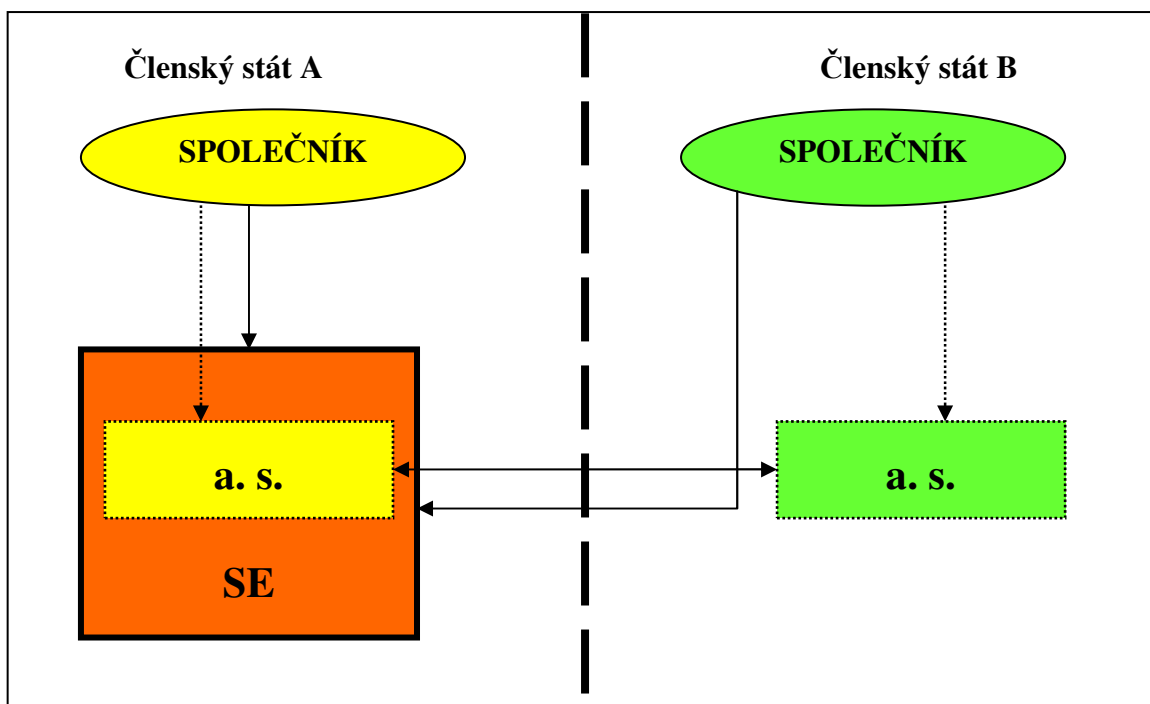 Členský stát A
Členský stát B
SPOLEČNÍK
SPOLEČNÍK
a. s.
a. s.
SE